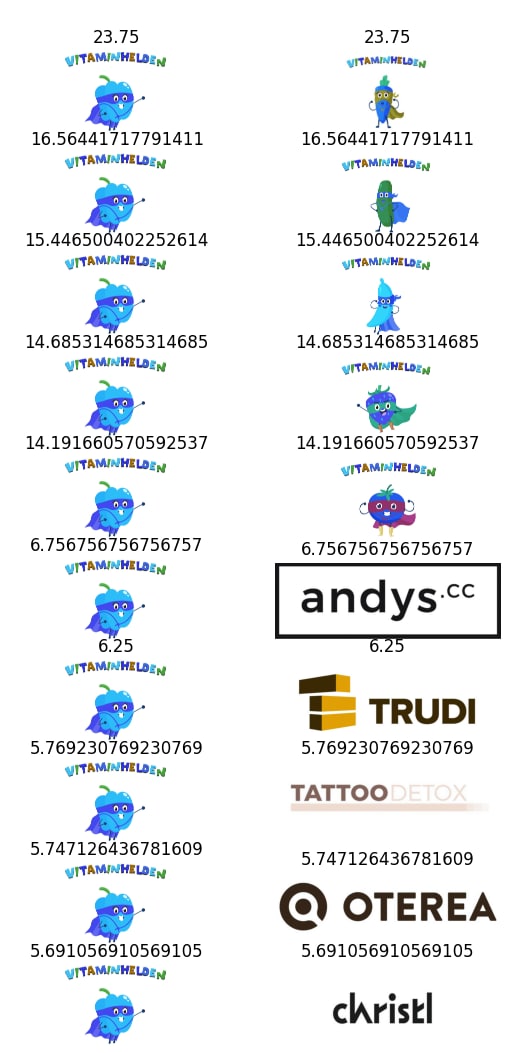 23.75 23.75
VITAMINHELDEN VITAMINHELDEN
16.56441717791411 16.56441717791411
VITAMINHELDEN VITAMINHELDEN
15.446500402252614 15.446500402252614
VITAMINHELDEN VITAMINHELDEN
14.685314685314685 14.685314685314685
VITAMINHELDEN VITAMINHELDEN
14.191660570592537 14.191660570592537
VITAMINHELDEN VITAMINHELDEN
6.756756756756757 6.756756756756757
VITAMINHELDEN andys.cc
6.25 6.25
VITAMINHELDEN TRUDI
5.769230769230769 5.769230769230769
VITAMINHELDEN TATTOODETOX
5.747126436781609 5.747126436781609
VITAMINHELDEN OTEREA
5.691056910569105 5.691056910569105
VITAMINHELDEN christl